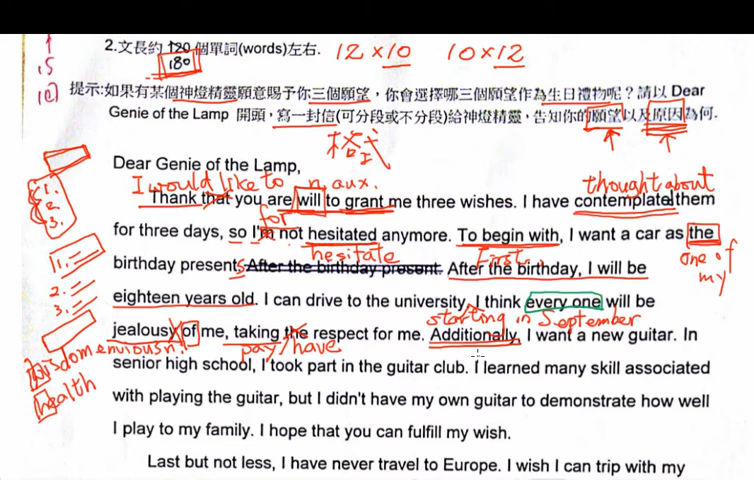 2.文長約 120 個單詞(words)左右. 12 × 10 10 × 12
180
15
提示:如果有某個神燈精靈願意賜予你三個願望，你會選擇哪三個願望作為生日禮物呢？請以 Dear
Genie of the Lamp 開頭，寫一封信(可分段或不分段)給神燈精靈，告知你的願望以及原因為何.
格式
Dear Genie of the Lamp,
I would like to n. aux. thought about
Thank that you are will to grant me three wishes. I have contemplated them
1.
2.
3.
for
for three days, so I'm not hesitated anymore. To begin with, I want a car as the
hesitate First, one of my
birthday present. After the birthday present. After the birthday, I will be
s
1.
2.
3.
eighteen years old. I can drive to the university, I think every one will be
starting in September
jealousy of me, taking the respect for me. Additionally, I want a new guitar. In
wisdom envious pay/have
senior high school, I took part in the guitar club. I learned many skill associated
health
with playing the guitar, but I didn't have my own guitar to demonstrate how well
I play to my family. I hope that you can fulfill my wish.
Last but not less, I have never travel to Europe. I wish I can trip with my